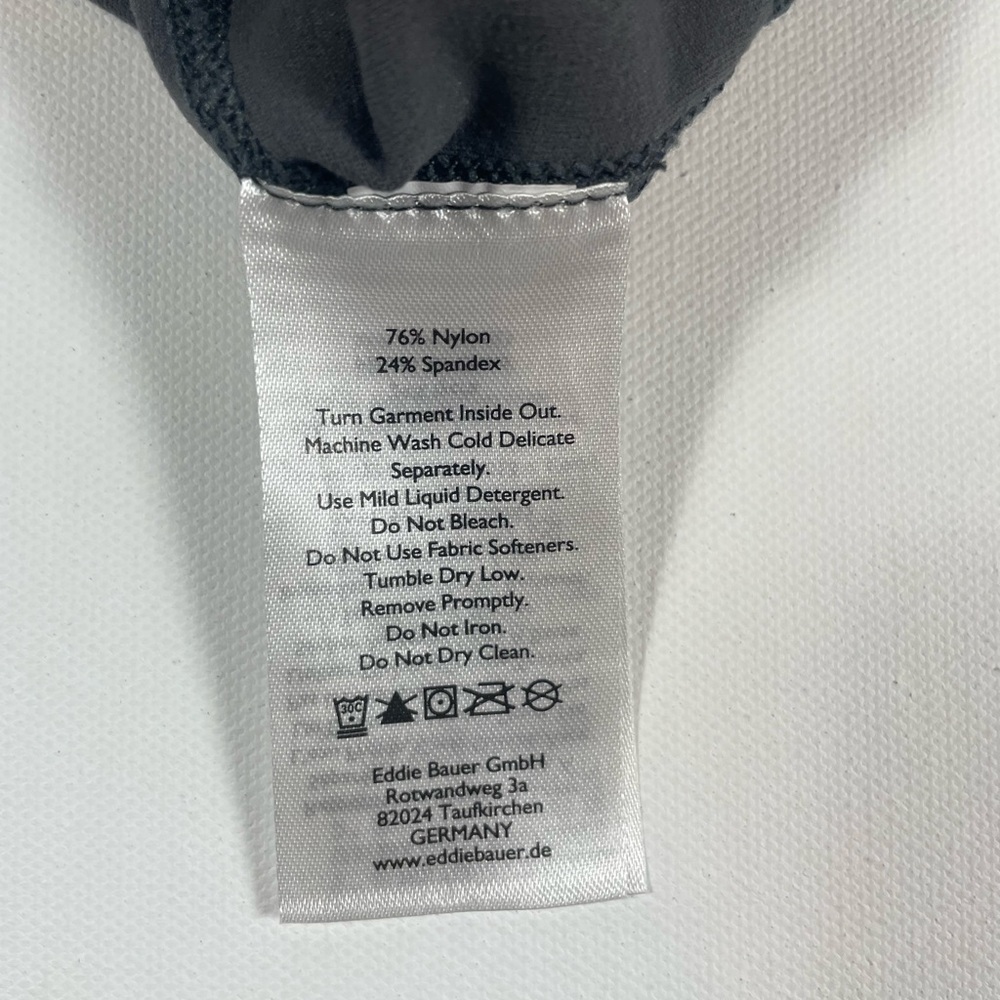 76% Nylon
24% Spandex
Turn Garment Inside Out.
Machine Wash Cold Delicate
Separately.
Use Mild Liquid Detergent.
Do Not Bleach.
Do Not Use Fabric Softeners.
Tumble Dry Low.
Remove Promptly.
Do Not Iron.
Do Not Dry Clean.
30C
Eddie Bauer GmbH
Rotwandweg 3a
82024 Taufkirchen
GERMANY
www.eddiebauer.de